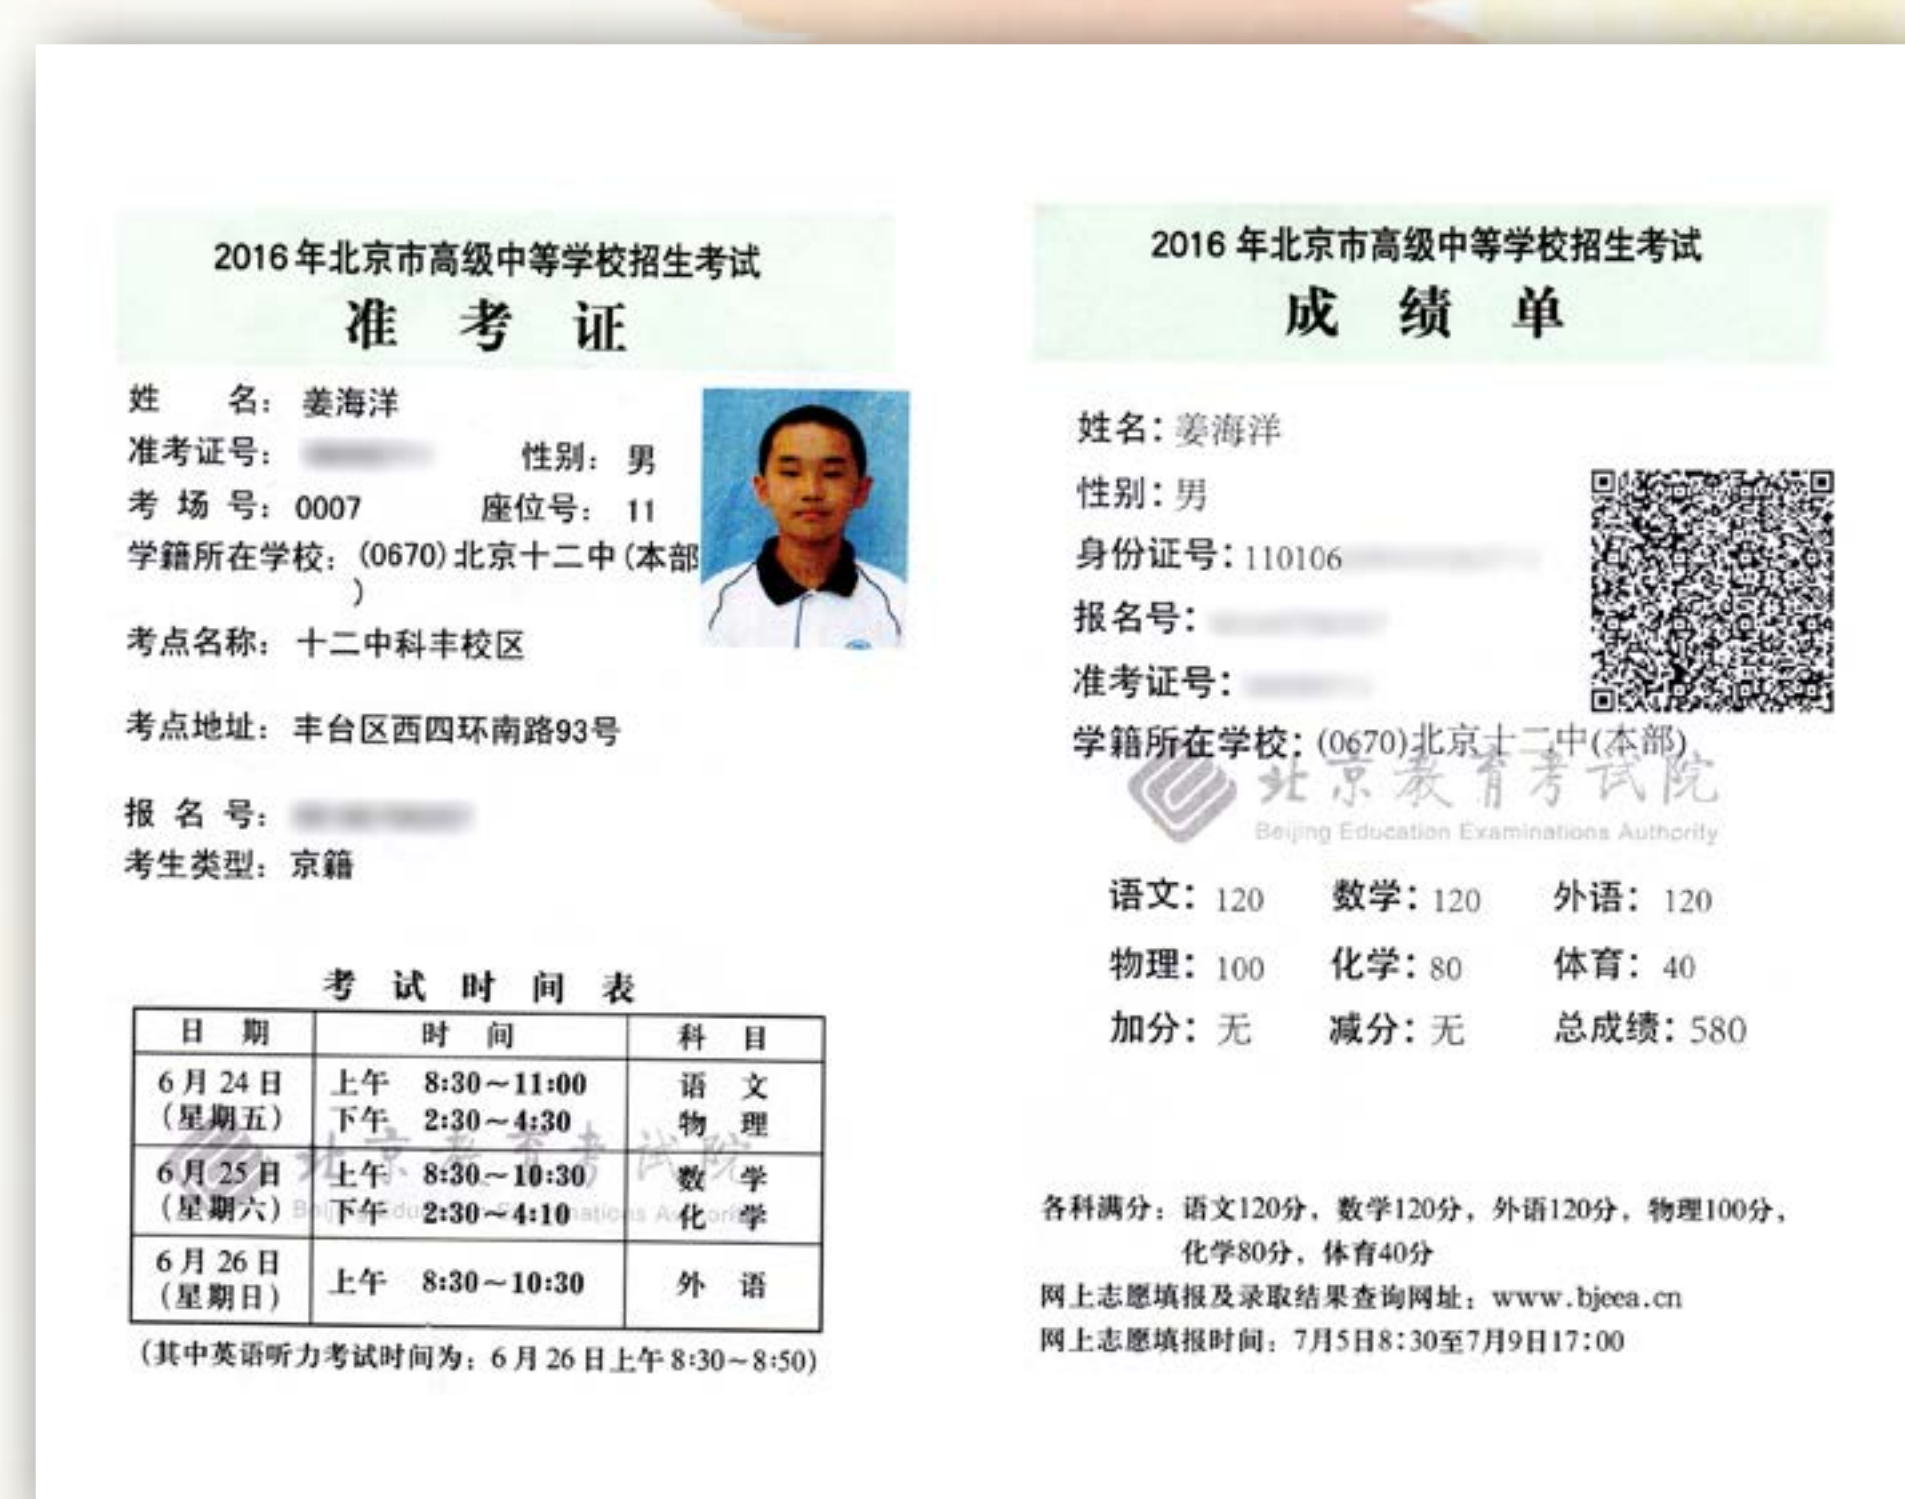 2016年北京市高级中等学校招生考试
准 考 证
姓 名：姜海洋
准考证号：
性别：男
考 场 号：0007 座位号：11
学籍所在学校：(0670)北京十二中(本部
)
考点名称：十二中科丰校区
考点地址：丰台区西四环南路93号
报 名 号：
考生类型：京籍
考 试 时 间 表
日 期 时 间 科 目
6月24日 上午 8:30～11:00 语 文
(星期五) 下午 2:30～4:30 物 理
6月25日 上午 8:30～10:30 数 学
(星期六) 下午 2:30～4:10 化 学
6月26日
(星期日) 上午 8:30～10:30 外 语
北京教育考试院
Beijing Education Examinations Authority
(其中英语听力考试时间为：6月26日上午8:30~8:50)
2016年北京市高级中等学校招生考试
成 绩 单
姓名：姜海洋
性别：男
身份证号：110106
报名号：
准考证号：
学籍所在学校：(0670)北京十二中(本部)
北京教育考试院
Beijing Education Examinations Authority
语文：120 数学：120 外语：120
物理：100 化学：80 体育：40
加分：无 减分：无 总成绩：580
各科满分：语文120分，数学120分，外语120分，物理100分，
化学80分，体育40分
网上志愿填报及录取结果查询网址：www.bjeea.cn
网上志愿填报时间：7月5日8:30至7月9日17:00